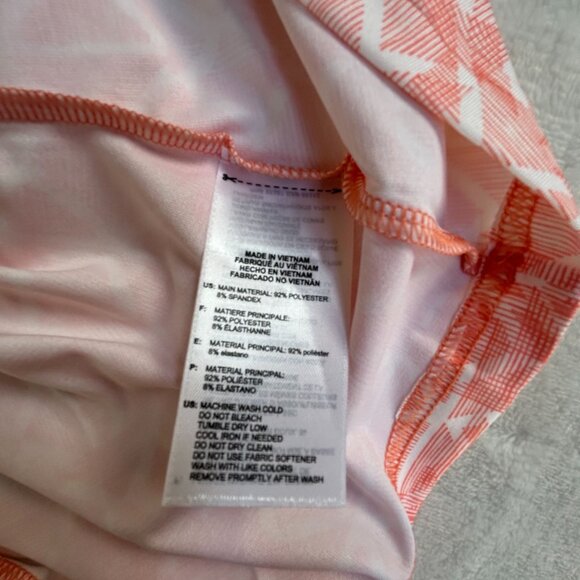 MADE IN VIETNAM
FABRIQUÉ AU VIÊTNAM
HECHO EN VIETNAM
FABRICADO NO VIETNÃN
US: MAIN MATERIAL: 92% POLYESTER
8% SPANDEX
F: MATIERE PRINCIPALE:
92% POLYESTER
8% ÉLASTHANNE
E: MATERIAL PRINCIPAL: 92% poliéster
8% elastano
P: MATERIAL PRINCIPAL:
92% POLIÉSTER
8% ELASTANO
US: MACHINE WASH COLD
DO NOT BLEACH
TUMBLE DRY LOW
COOL IRON IF NEEDED
DO NOT DRY CLEAN
DO NOT USE FABRIC SOFTENER
WASH WITH LIKE COLORS
REMOVE PROMPTLY AFTER WASH